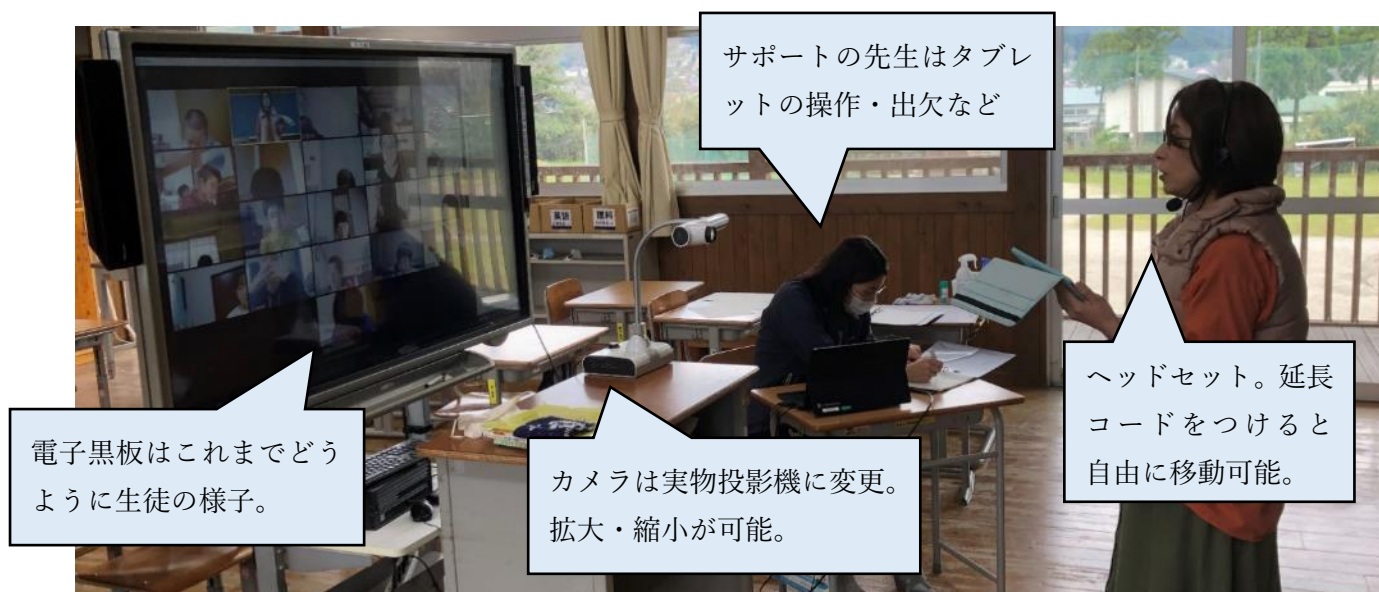 サポートの先生はタブレ
ットの操作・出欠など
英語
理科
ヘッドセット。延長
コードをつけると
自由に移動可能。
電子黒板はこれまでどう
ように生徒の様子。
カメラは実物投影機に変更。
拡大・縮小が可能。